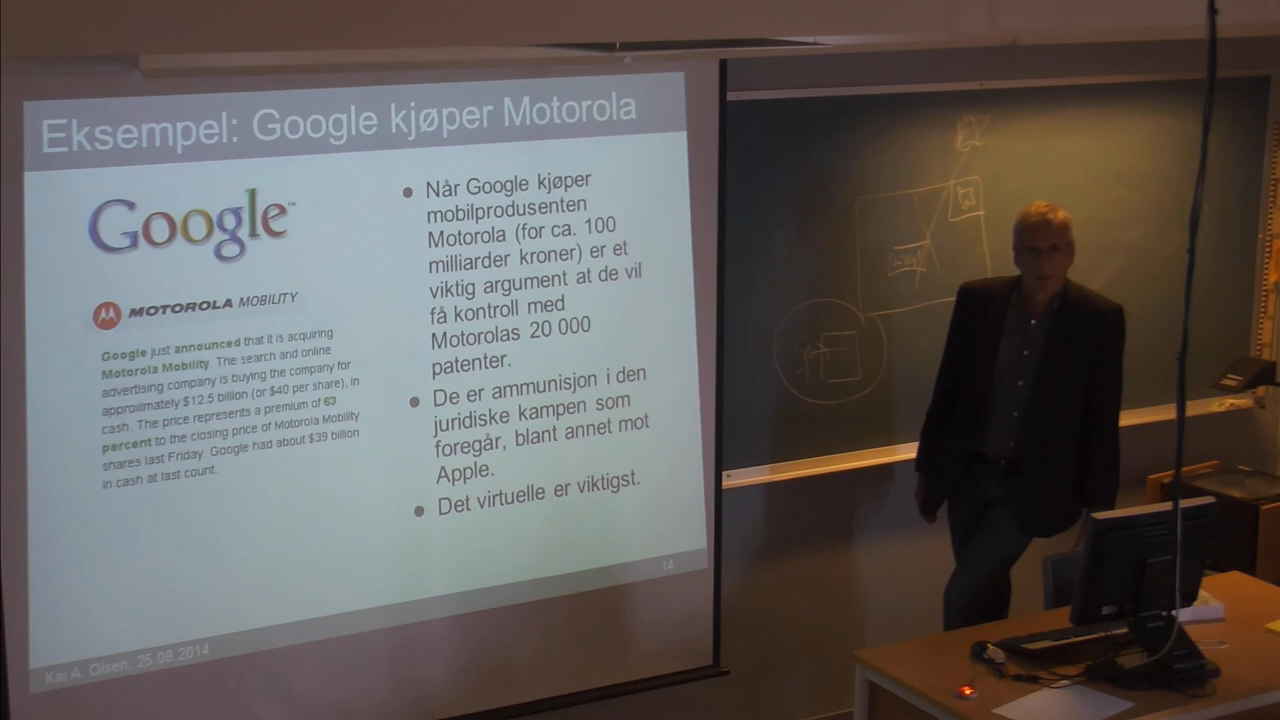 Eksempel: Google kjøper Motorola
Google™
MOTOROLA MOBILITY
Google just announced that it is acquiring
Motorola Mobility. The search and online
advertising company is buying the company for
approximately $12.5 billion (or $40 per share), in
cash. The price represents a premium of 63
percent to the closing price of Motorola Mobility
shares last Friday. Google had about $39 billion
in cash at last count.
● Når Google kjøper
mobilprodusenten
Motorola (for ca. 100
milliarder kroner) er et
viktig argument at de vil
få kontroll med
Motorolas 20 000
patenter.
● De er ammunisjon i den
juridiske kampen som
foregår, blant annet mot
Apple.
● Det virtuelle er viktigst.
14
Kai A. Olsen, 25.08.2014